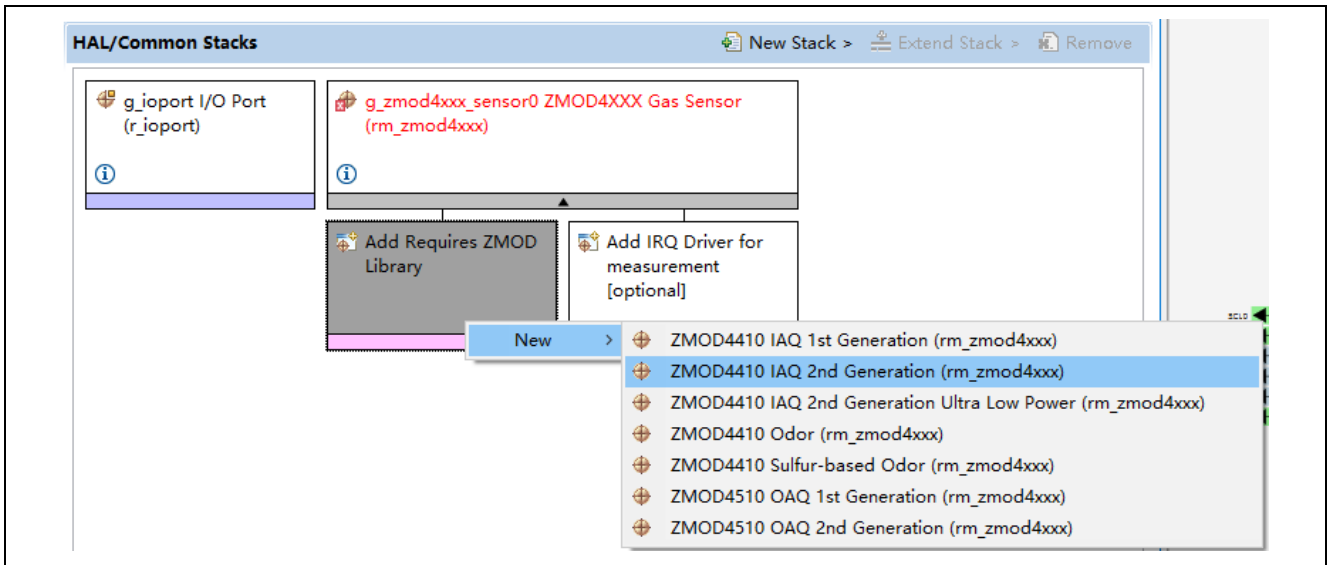 HAL/Common Stacks
New Stack > Extend Stack > Remove
g_ioport I/O Port
(r_ioport)
g_zmod4xxx_sensor0 ZMOD4XXX Gas Sensor
(rm_zmod4xxx)
Add Requires ZMOD
Library
Add IRQ Driver for
measurement
[optional]
New >
ZMOD4410 IAQ 1st Generation (rm_zmod4xxx)
ZMOD4410 IAQ 2nd Generation (rm_zmod4xxx)
ZMOD4410 IAQ 2nd Generation Ultra Low Power (rm_zmod4xxx)
ZMOD4410 Odor (rm_zmod4xxx)
ZMOD4410 Sulfur-based Odor (rm_zmod4xxx)
ZMOD4510 OAQ 1st Generation (rm_zmod4xxx)
ZMOD4510 OAQ 2nd Generation (rm_zmod4xxx)